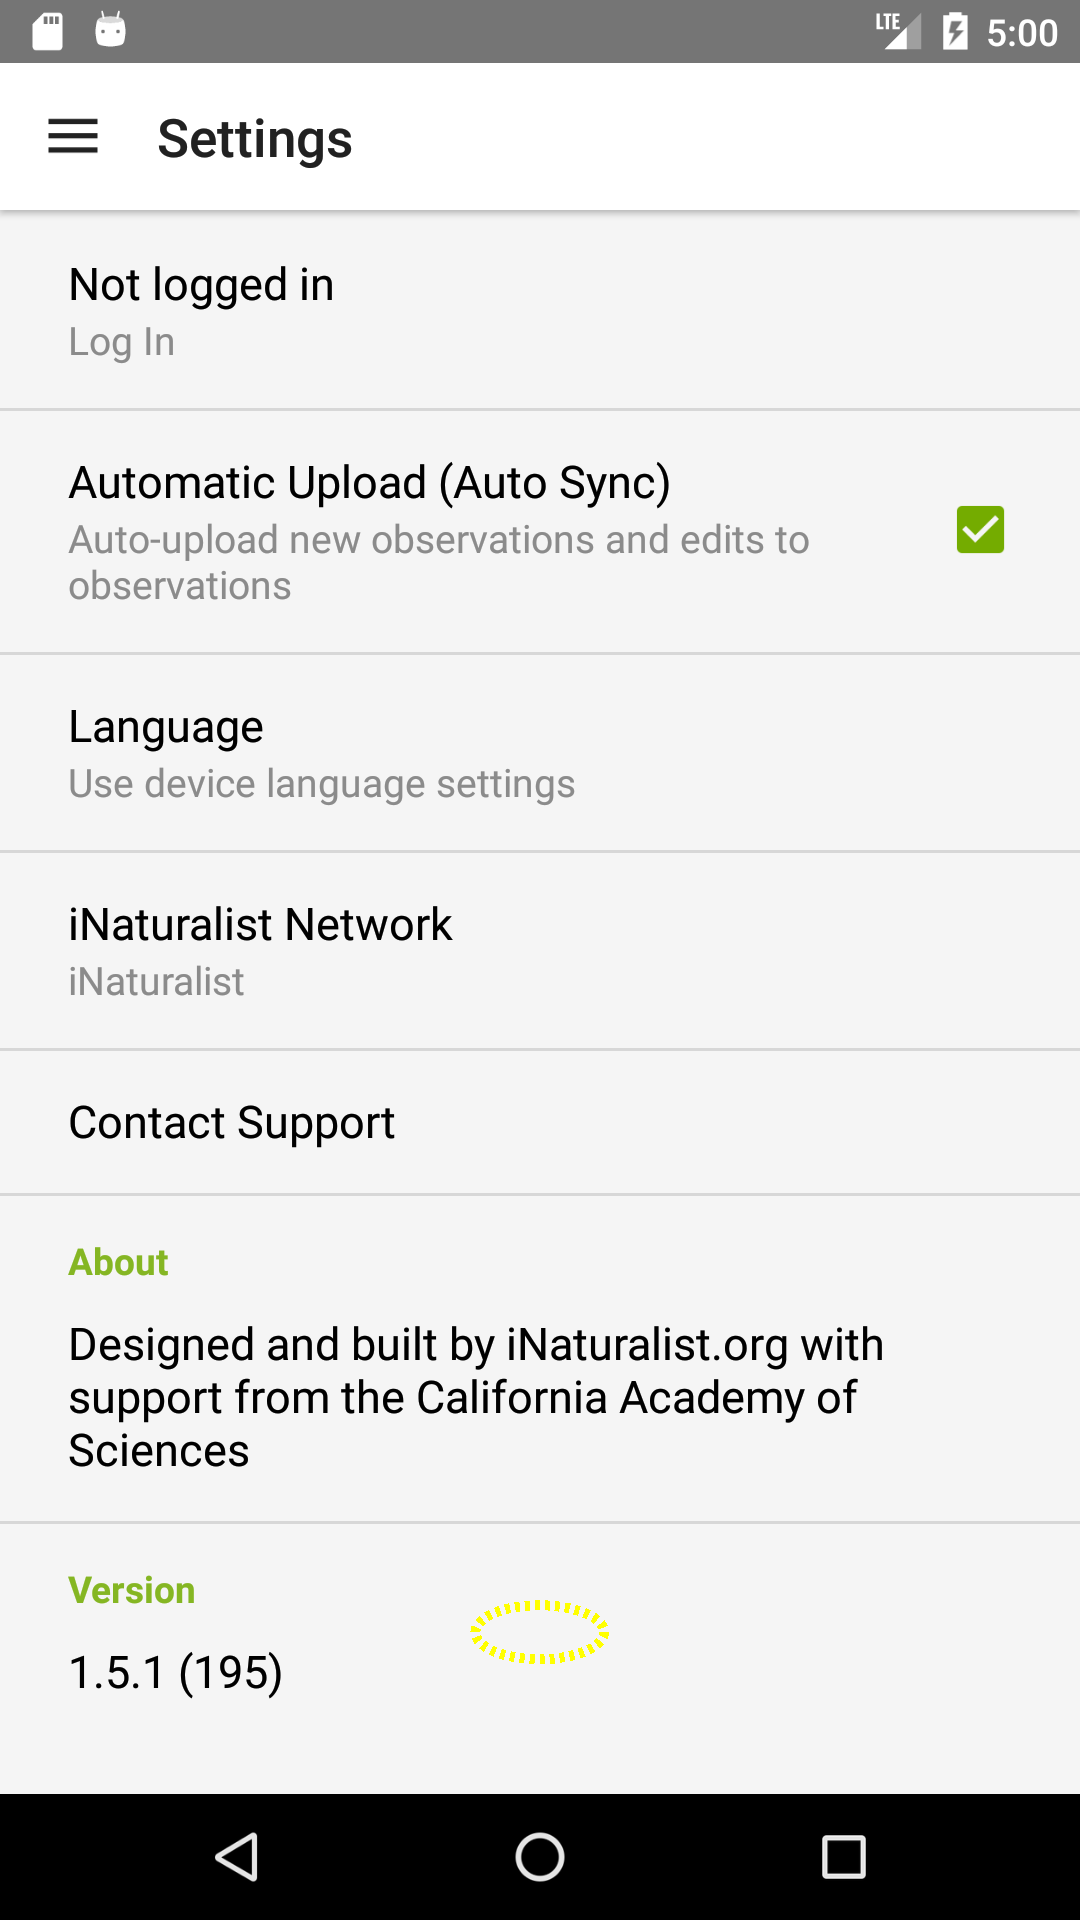 LTE 5:00
Settings
Not logged in
Log In
Automatic Upload (Auto Sync)
Auto-upload new observations and edits to
observations
Language
Use device language settings
iNaturalist Network
iNaturalist
Contact Support
About
Designed and built by iNaturalist.org with
support from the California Academy of
Sciences
Version
1.5.1 (195)